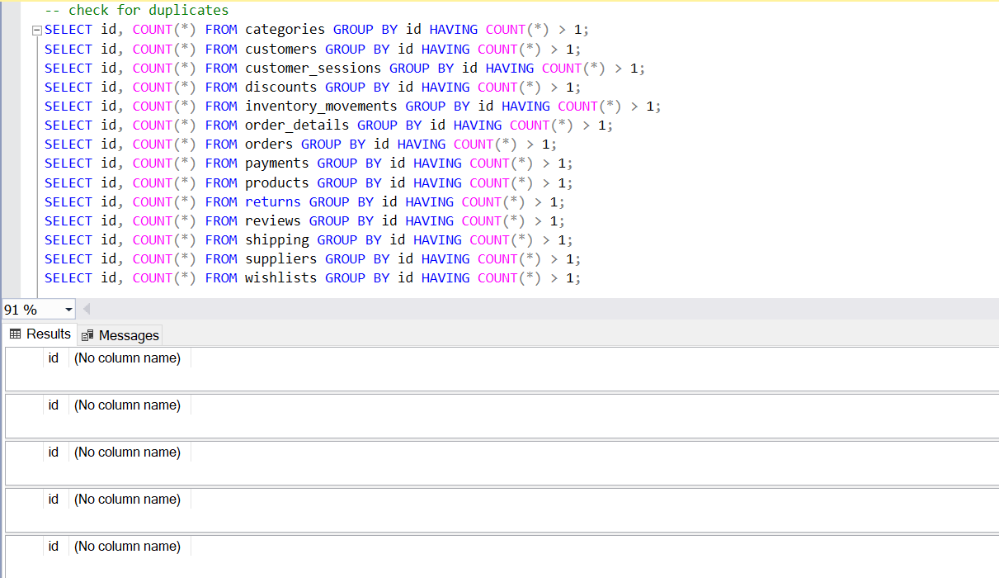 -- check for duplicates
SELECT id, COUNT(*) FROM categories GROUP BY id HAVING COUNT(*) > 1;
SELECT id, COUNT(*) FROM customers GROUP BY id HAVING COUNT(*) > 1;
SELECT id, COUNT(*) FROM customer_sessions GROUP BY id HAVING COUNT(*) > 1;
SELECT id, COUNT(*) FROM discounts GROUP BY id HAVING COUNT(*) > 1;
SELECT id, COUNT(*) FROM inventory_movements GROUP BY id HAVING COUNT(*) > 1;
SELECT id, COUNT(*) FROM order_details GROUP BY id HAVING COUNT(*) > 1;
SELECT id, COUNT(*) FROM orders GROUP BY id HAVING COUNT(*) > 1;
SELECT id, COUNT(*) FROM payments GROUP BY id HAVING COUNT(*) > 1;
SELECT id, COUNT(*) FROM products GROUP BY id HAVING COUNT(*) > 1;
SELECT id, COUNT(*) FROM returns GROUP BY id HAVING COUNT(*) > 1;
SELECT id, COUNT(*) FROM reviews GROUP BY id HAVING COUNT(*) > 1;
SELECT id, COUNT(*) FROM shipping GROUP BY id HAVING COUNT(*) > 1;
SELECT id, COUNT(*) FROM suppliers GROUP BY id HAVING COUNT(*) > 1;
SELECT id, COUNT(*) FROM wishlists GROUP BY id HAVING COUNT(*) > 1;
91 %
Results Messages
id (No column name)
id (No column name)
id (No column name)
id (No column name)
id (No column name)